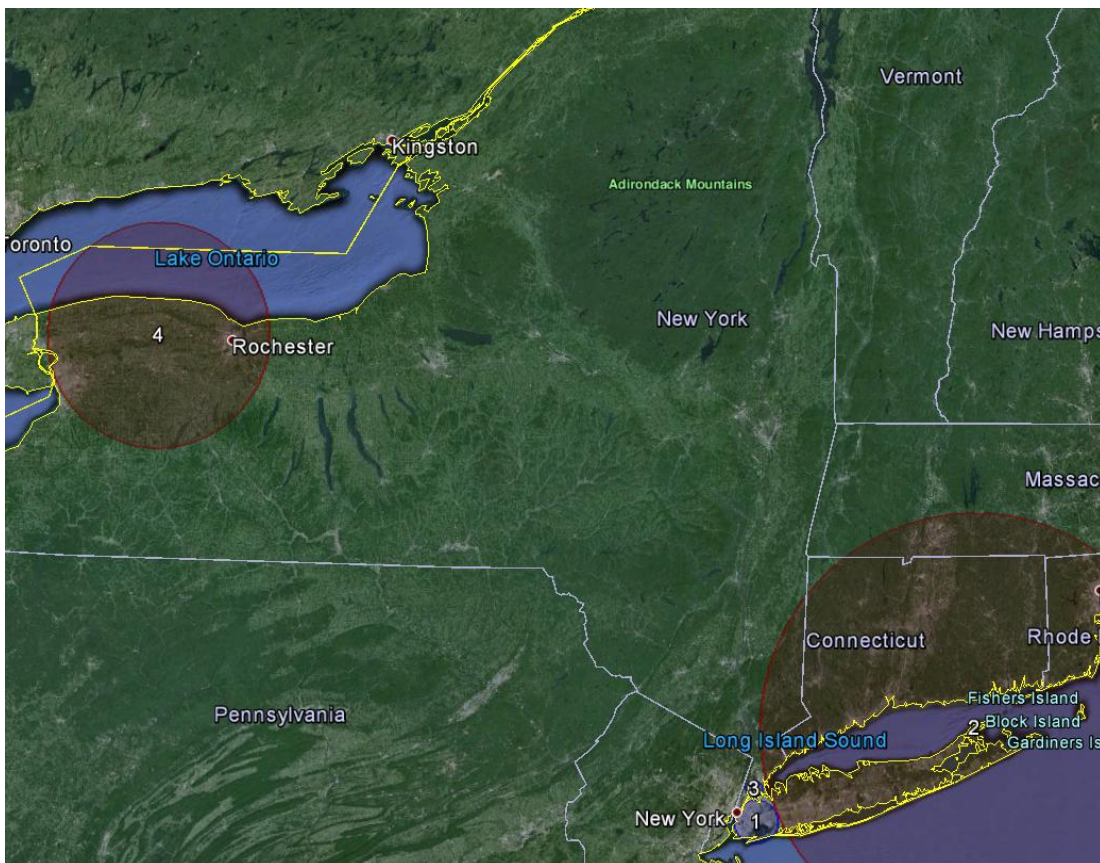 Vermont
Kingston
Adirondack Mountains
Toronto
Lake Ontario
New York
4
Rochester
New Hamps
Massac
Connecticut
Rhode
Fishers Island
Pennsylvania
2
Block Island
Long Island Sound
Gardiners Is
3
New York
1